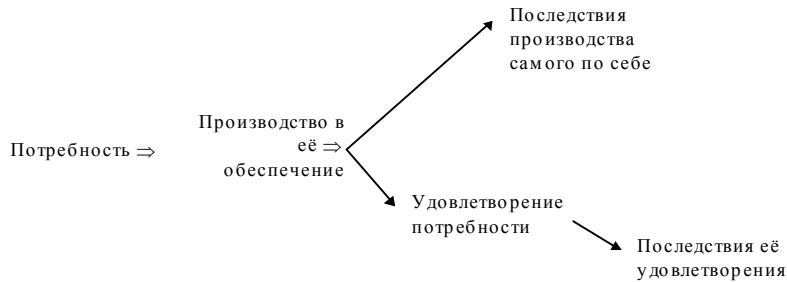 Последствия
производства
самого по себе
Производство в
её ⇒
обеспечение
Потребность ⇒
Удовлетворение
потребности
Последствия её
удовлетворения